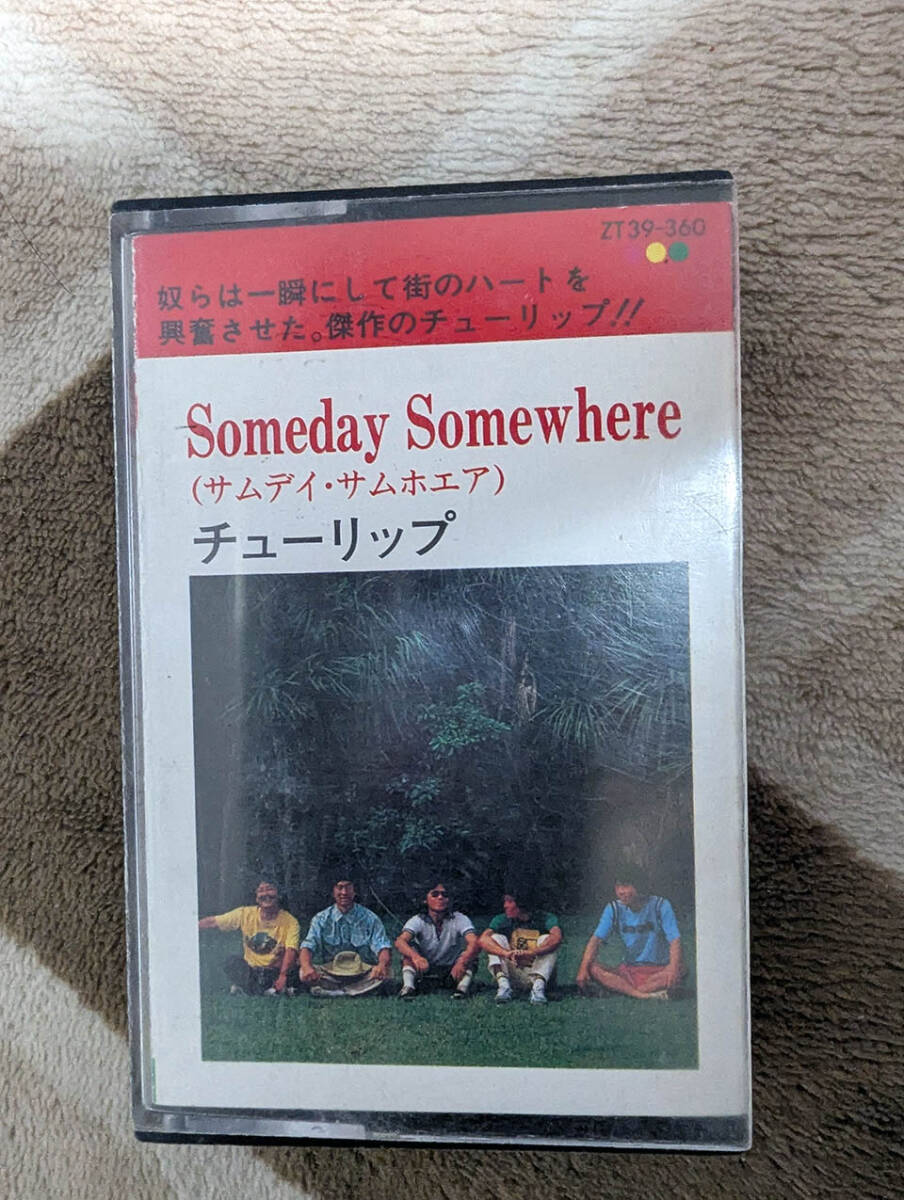 ZT39-360
奴らは一瞬にして街のハートを
興奮させた。傑作のチューリップ!!
Someday Somewhere
(サムデイ・サムホエア)
チューリップ